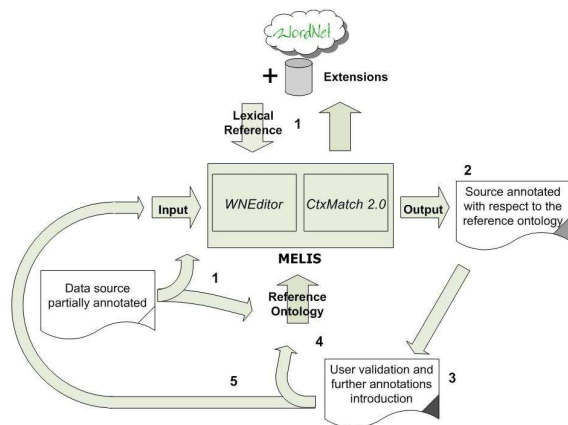 WordNet
+
Extensions
Lexical
Reference
1
2
WNEditor
CtxMatch 2.0
MELIS
Input
Output
Source annotated
with respect to the
reference ontology
Data source
partially annotated
1
Reference
Ontology
4
User validation and
further annotations
introduction
3
5